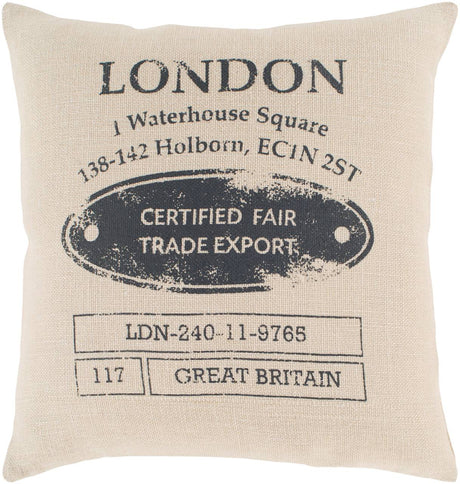 LONDON
1 Waterhouse Square
138-142 Holborn, EC1N 2ST
CERTIFIED FAIR
TRADE EXPORT
LDN-240-11-9765
117 GREAT BRITAIN